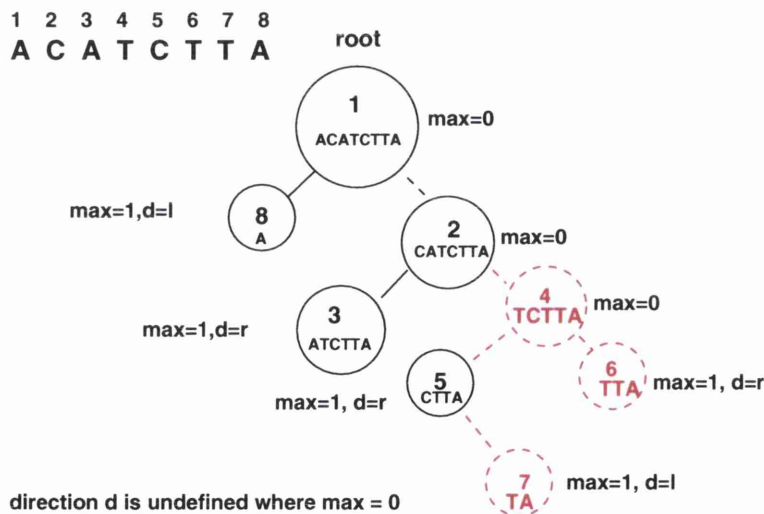 1 2 3 4 5 6 7 8
A C A T C T T A
root
1
ACATCTTA
max=0
max=1,d=l
8
A
2
CATCTTA
max=0
4
TCTTA
max=0
max=1,d=r
3
ATCTTA
5
CTTA
6
TTA
max=1, d=r
max=1, d=r
7
TA
max=1, d=l
direction d is undefined where max = 0